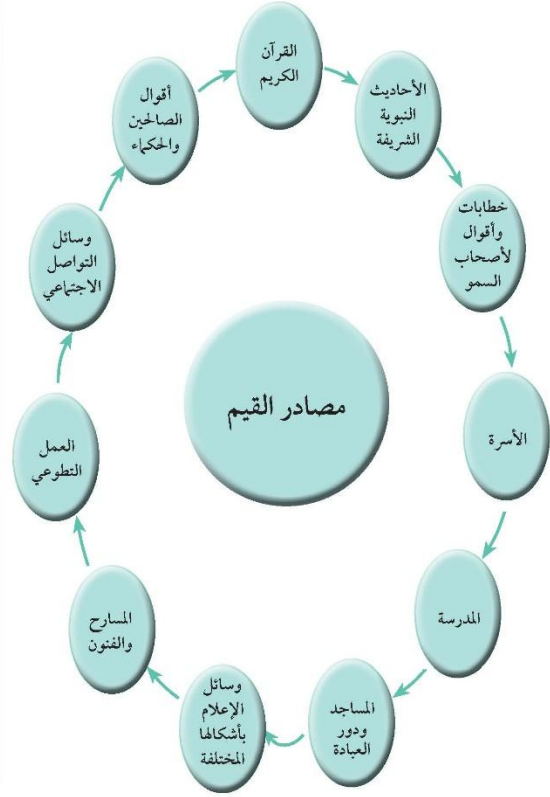 القرآن
الكريم
الأحاديث
النبوية
الشريفة
خطابات
وأقوال
لأصحاب
السمو
الأسرة
المدرسة
المساجد
ودور
العبادة
وسائل
الإعلام
بأشكالها
المختلفة
المسارح
والفنون
العمل
التطوعي
وسائل
التواصل
الاجتماعي
أقوال
الصالحين
والحكماء
مصادر القيم